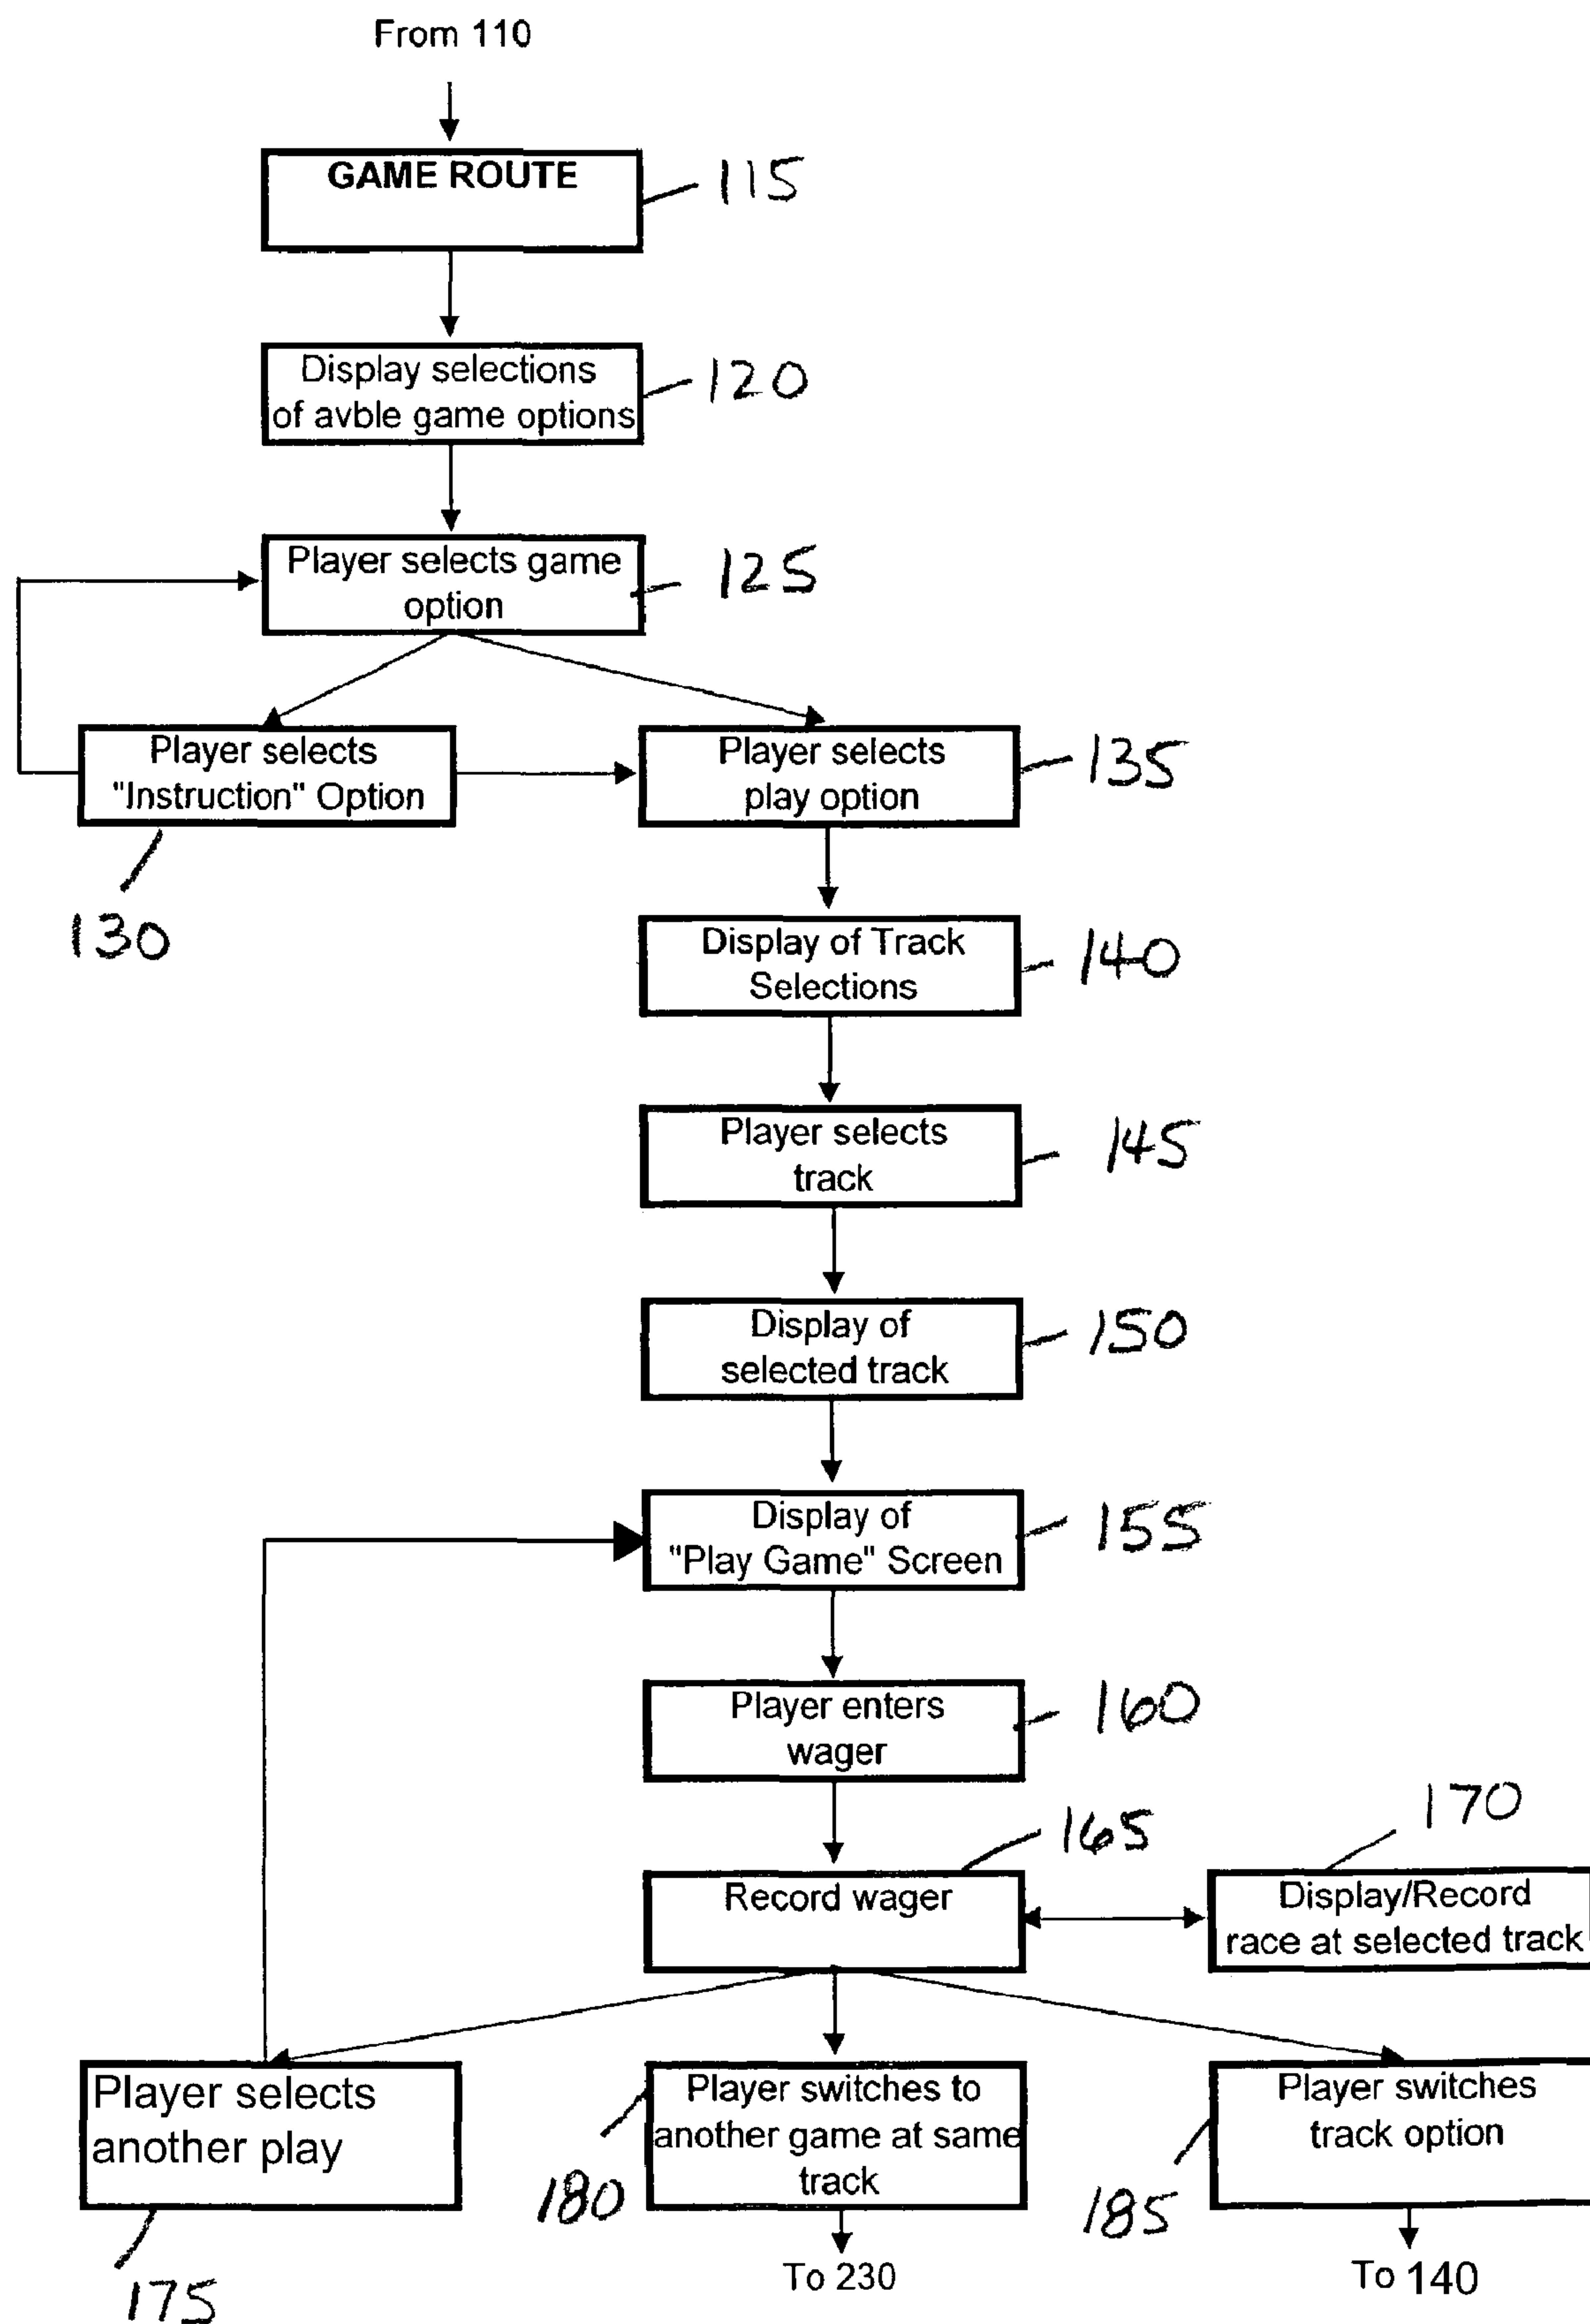 From 110
GAME ROUTE
115
Display selections
of avble game options
120
Player selects game
option
125
Player selects
"Instruction" Option
130
Player selects
play option
135
Display of Track
Selections
140
Player selects
track
145
Display of
selected track
150
Display of
"Play Game" Screen
155
Player enters
wager
160
Record wager
165
170
Display/Record
race at selected track
Player selects
another play
175
Player switches to
another game at same
track
180
Player switches
track option
185
To 230
To 140